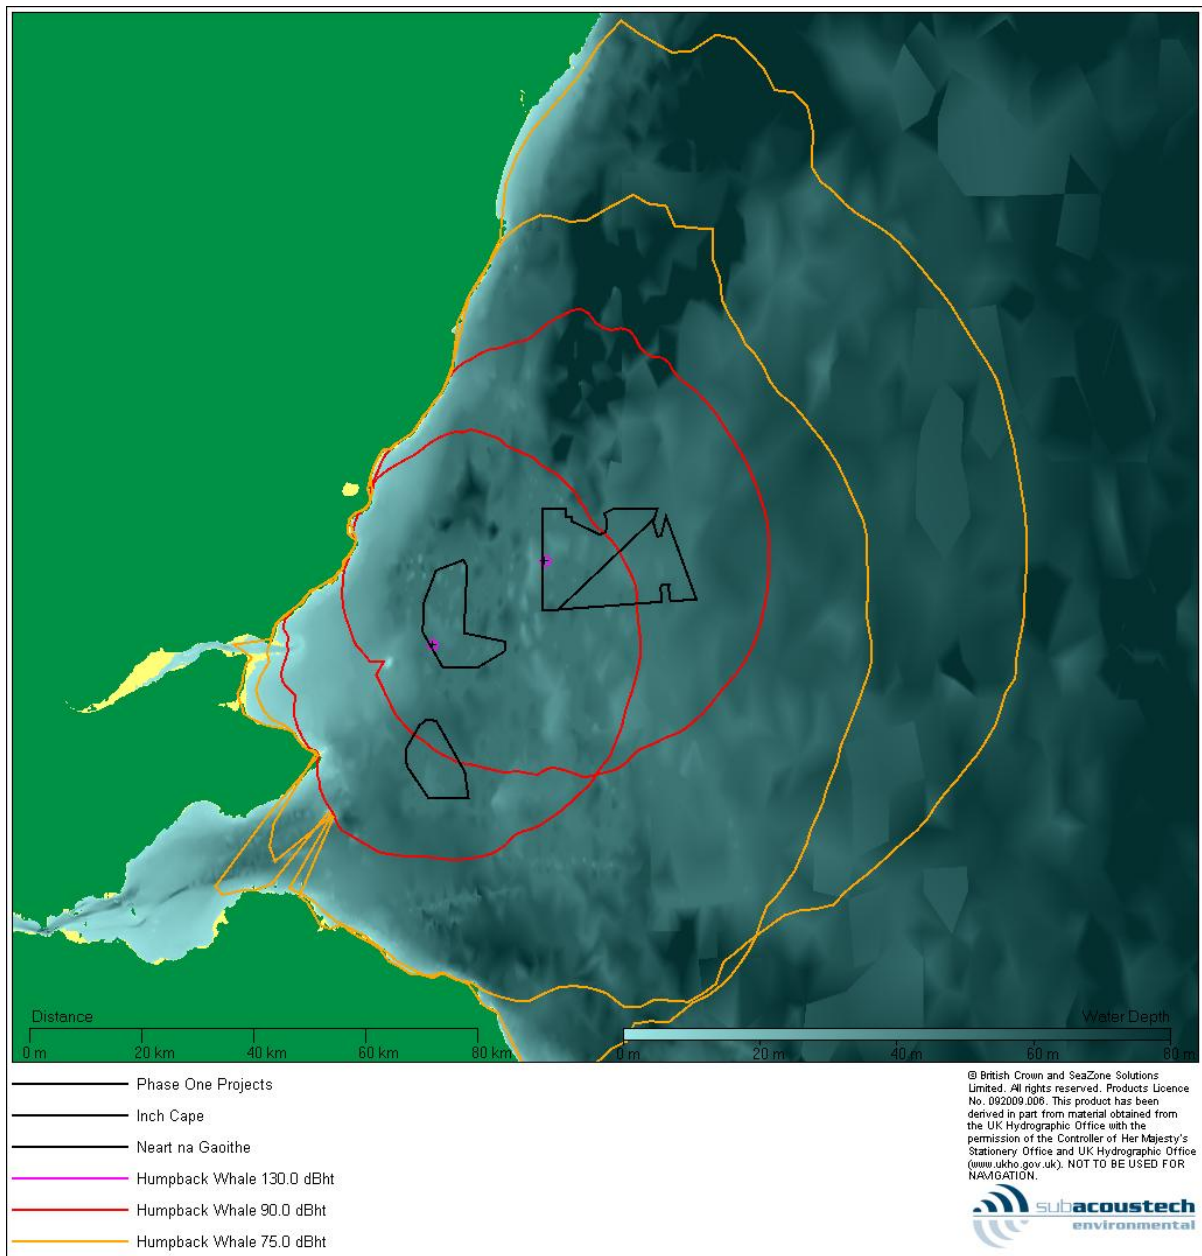 Distance
Water Depth
0 m 20 km 40 km 60 km 80 km
0 m 20 m 40 m 60 m 80 m
Phase One Projects
Inch Cape
Neart na Gaoithe
Humpback Whale 130.0 dBht
Humpback Whale 90.0 dBht
Humpback Whale 75.0 dBht
© British Crown and SeaZone Solutions
Limited. All rights reserved. Products Licence
No. 092009.006. This product has been
derived in part from material obtained from
the UK Hydrographic Office with the
permission of the Controller of Her Majesty's
Stationery Office and UK Hydrographic Office
(www.ukho.gov.uk). NOT TO BE USED FOR
NAVIGATION.
subacoustech
environmental